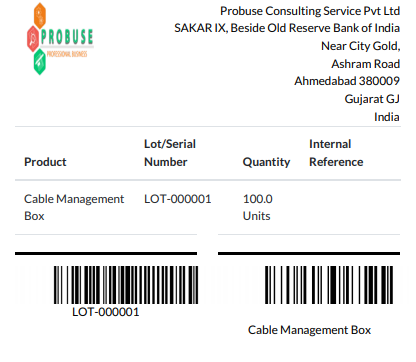 PROBUSE
PROFESSIONAL BUSINESS
Probuse Consulting Service Pvt Ltd
SAKAR IX, Beside Old Reserve Bank of India
Near City Gold,
Ashram Road
Ahmedabad 380009
Gujarat GJ
India
Product Lot/Serial Number Quantity Internal Reference
Cable Management Box LOT-000001 100.0 Units
LOT-000001
Cable Management Box